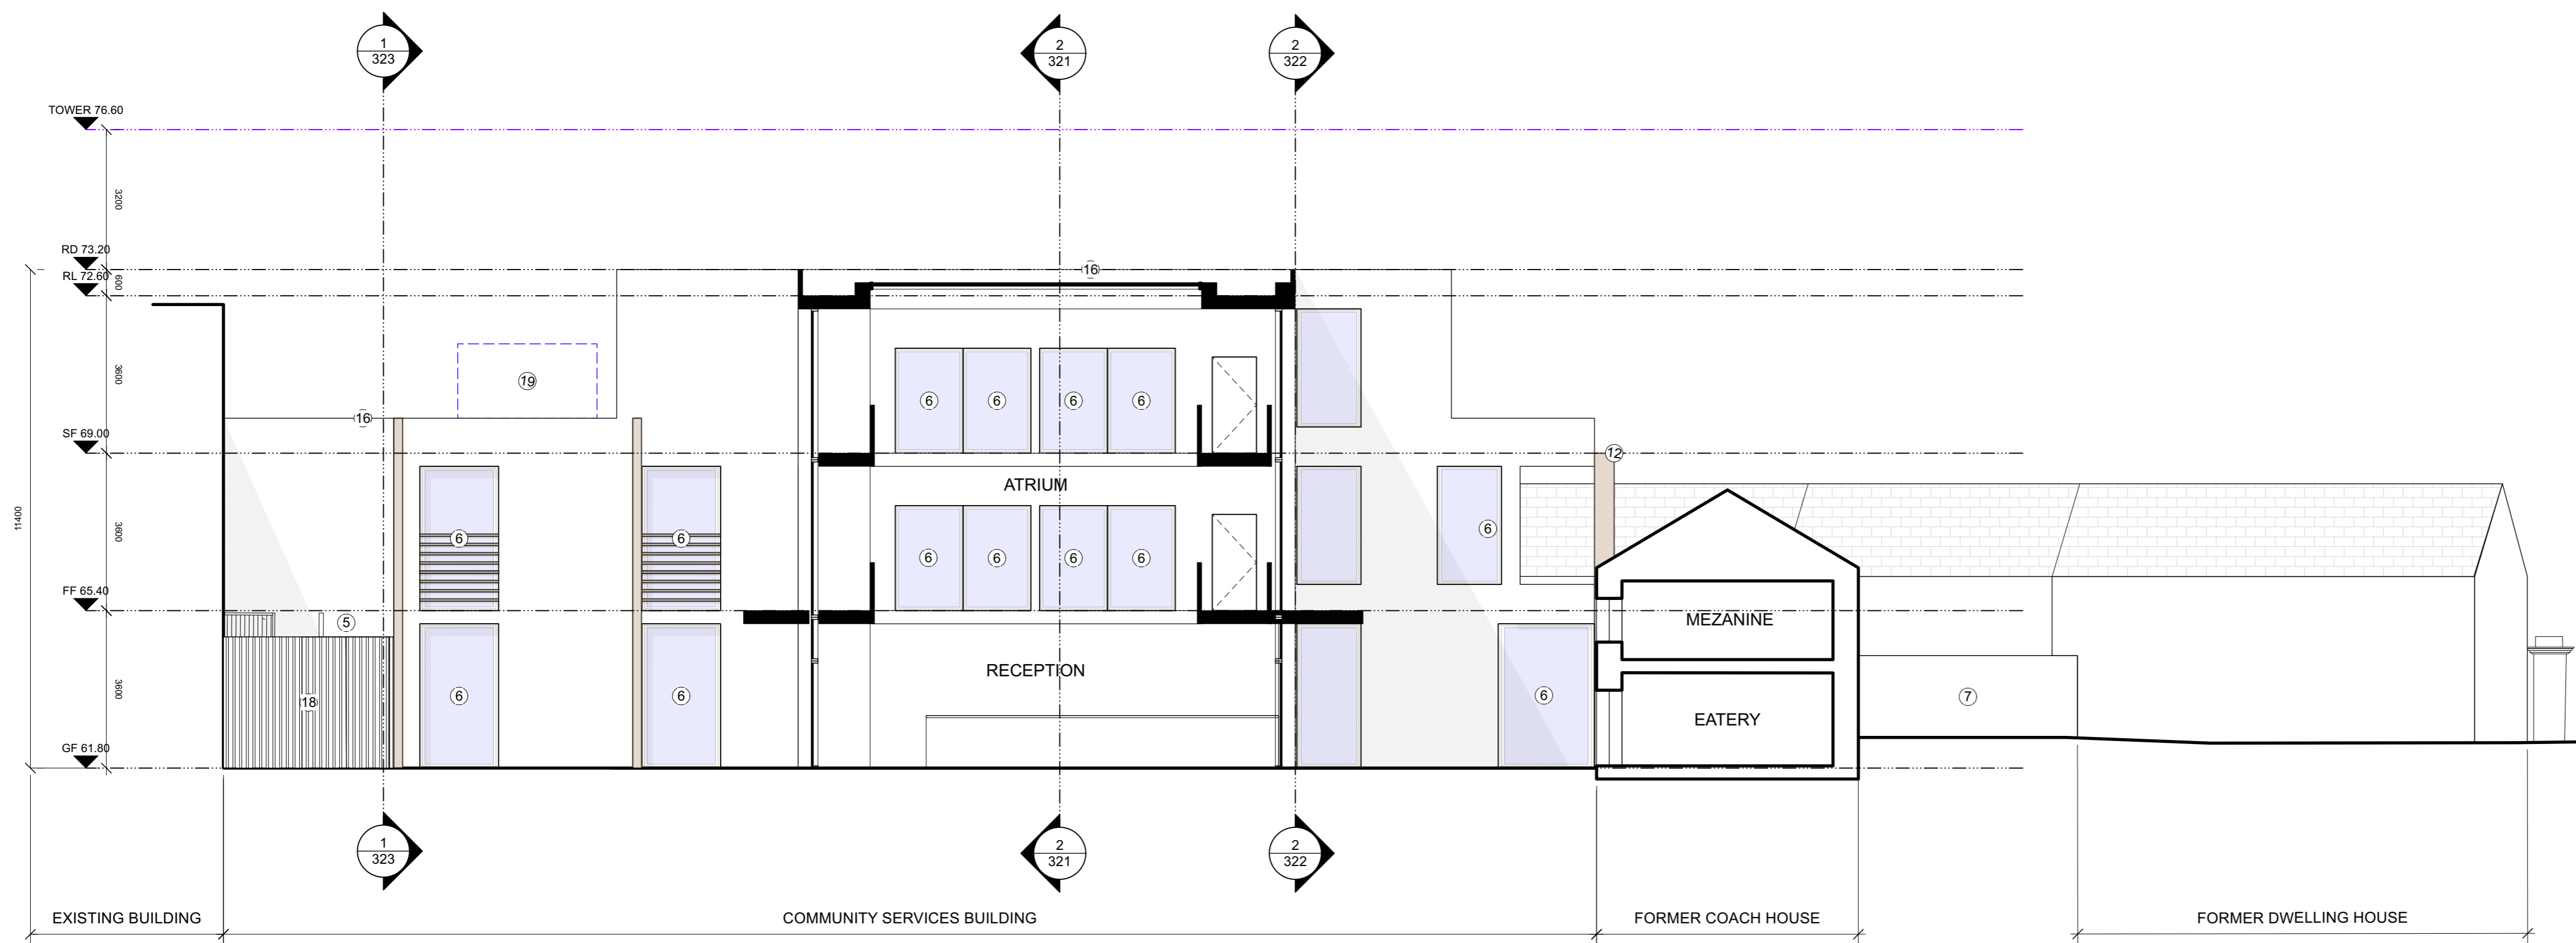 1
323
2
321
2
322
TOWER 76.60
3200
RD 73.20
16
RL 72.60
600
3600
19
6
6
6
6
16
SF 69.00
12
ATRIUM
11400
3600
6
6
6
6
6
6
6
FF 65.40
5
MEZANINE
RECEPTION
3600
18
6
6
6
7
EATERY
GF 61.80
1
323
2
321
2
322
EXISTING BUILDING
COMMUNITY SERVICES BUILDING
FORMER COACH HOUSE
FORMER DWELLING HOUSE